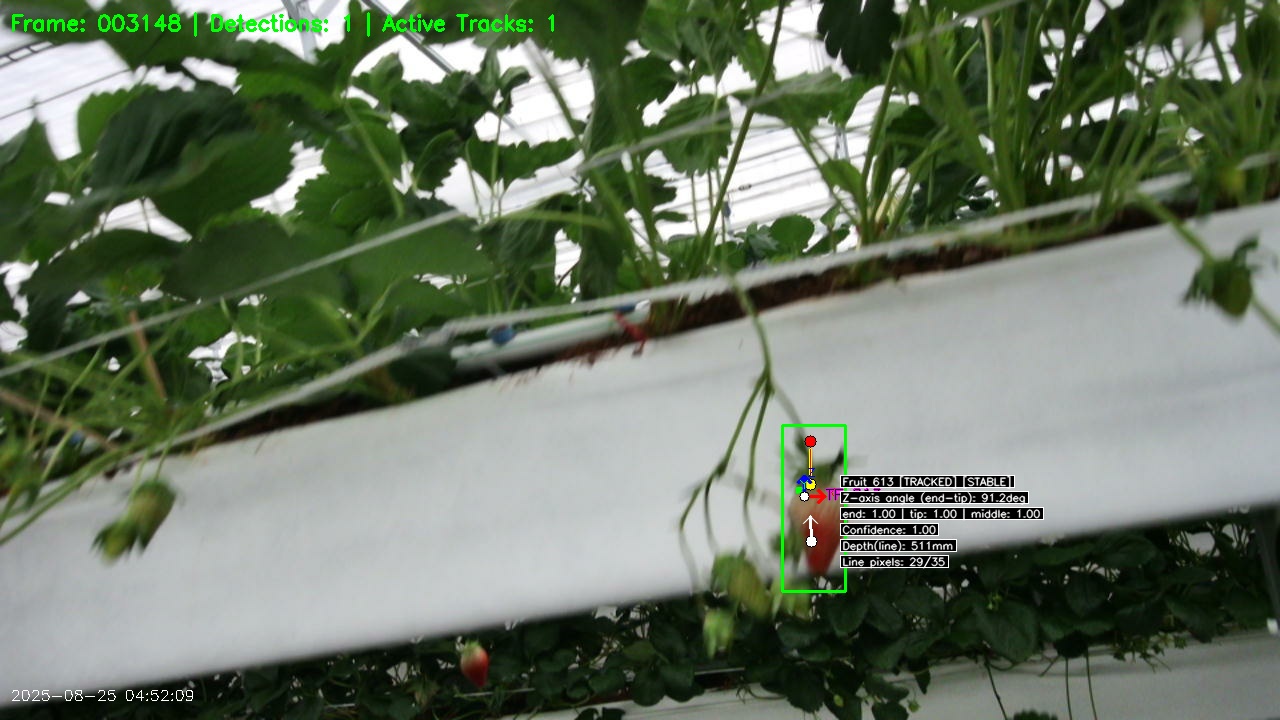 Frame: 003148 | Detections: 1 | Active Tracks: 1
Fruit 613 [TRACKED] [STABLE]
Z-axis angle (end-tip): 91.2deg
end: 1.00 | tip: 1.00 | middle: 1.00
Confidence: 1.00
Depth(line): 511mm
Line pixels: 29/35
2025-08-25 04:52:09